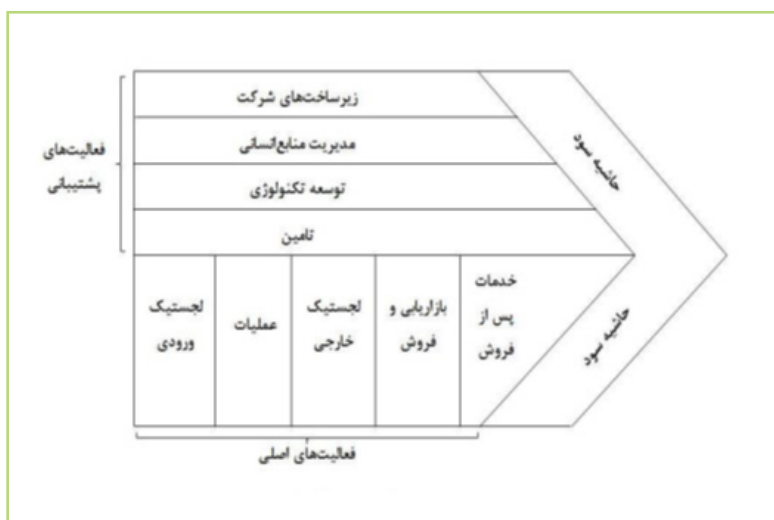 زیرساخت‌های شرکت
مدیریت منابع‌انسانی
توسعه تکنولوژی
تامین
فعالیت‌های
پشتیبانی
حاشیه سود
لجستیک
ورودی
عملیات
لجستیک
خارجی
بازاریابی و
فروش
خدمات
پس از
فروش
حاشیه سود
فعالیت‌های اصلی